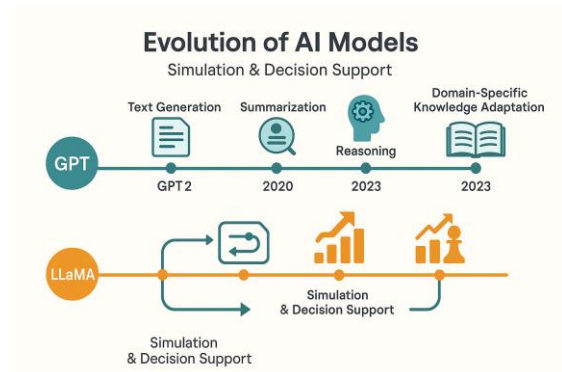 Evolution of AI Models
Simulation & Decision Support
Text Generation
Summarization
Reasoning
Domain-Specific
Knowledge Adaptation
GPT
GPT 2
2020
2023
2023
LLaMA
Simulation
& Decision Support
Simulation
& Decision Support